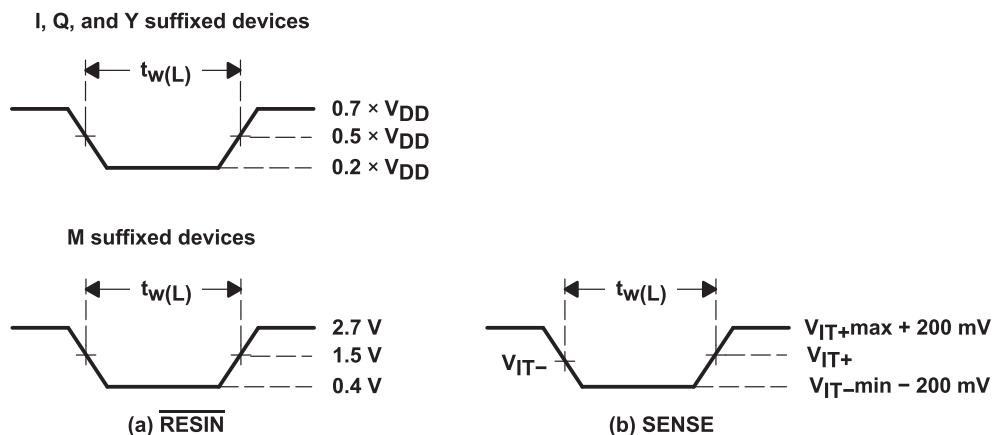 I, Q, and Y suffixed devices
tw(L)
0.7 × VDD
0.5 × VDD
0.2 × VDD
M suffixed devices
tw(L)
2.7 V
1.5 V
0.4 V
(a) RESIN
tw(L)
VIT+max + 200 mV
VIT−
VIT+
VIT−min − 200 mV
(b) SENSE